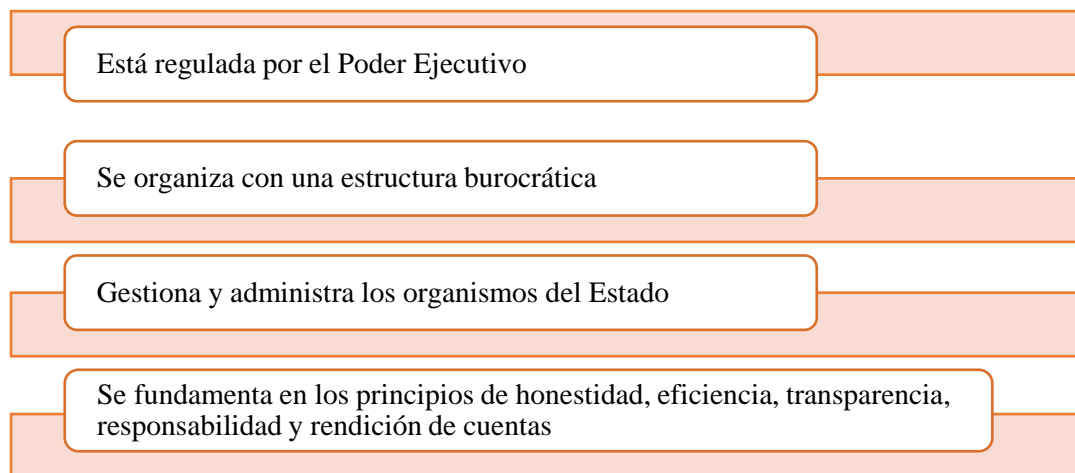 Está regulada por el Poder Ejecutivo
Se organiza con una estructura burocrática
Gestiona y administra los organismos del Estado
Se fundamenta en los principios de honestidad, eficiencia, transparencia,
responsabilidad y rendición de cuentas